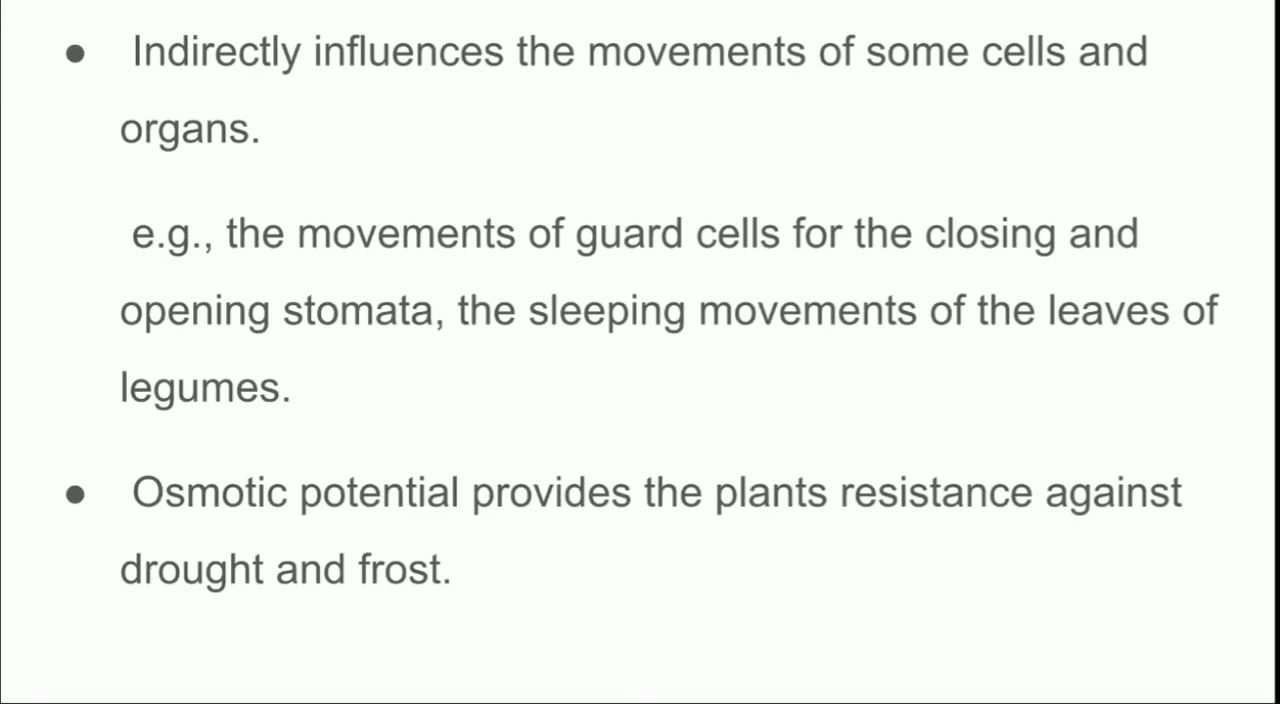 ● Indirectly influences the movements of some cells and
organs.
e.g., the movements of guard cells for the closing and
opening stomata, the sleeping movements of the leaves of
legumes.
● Osmotic potential provides the plants resistance against
drought and frost.